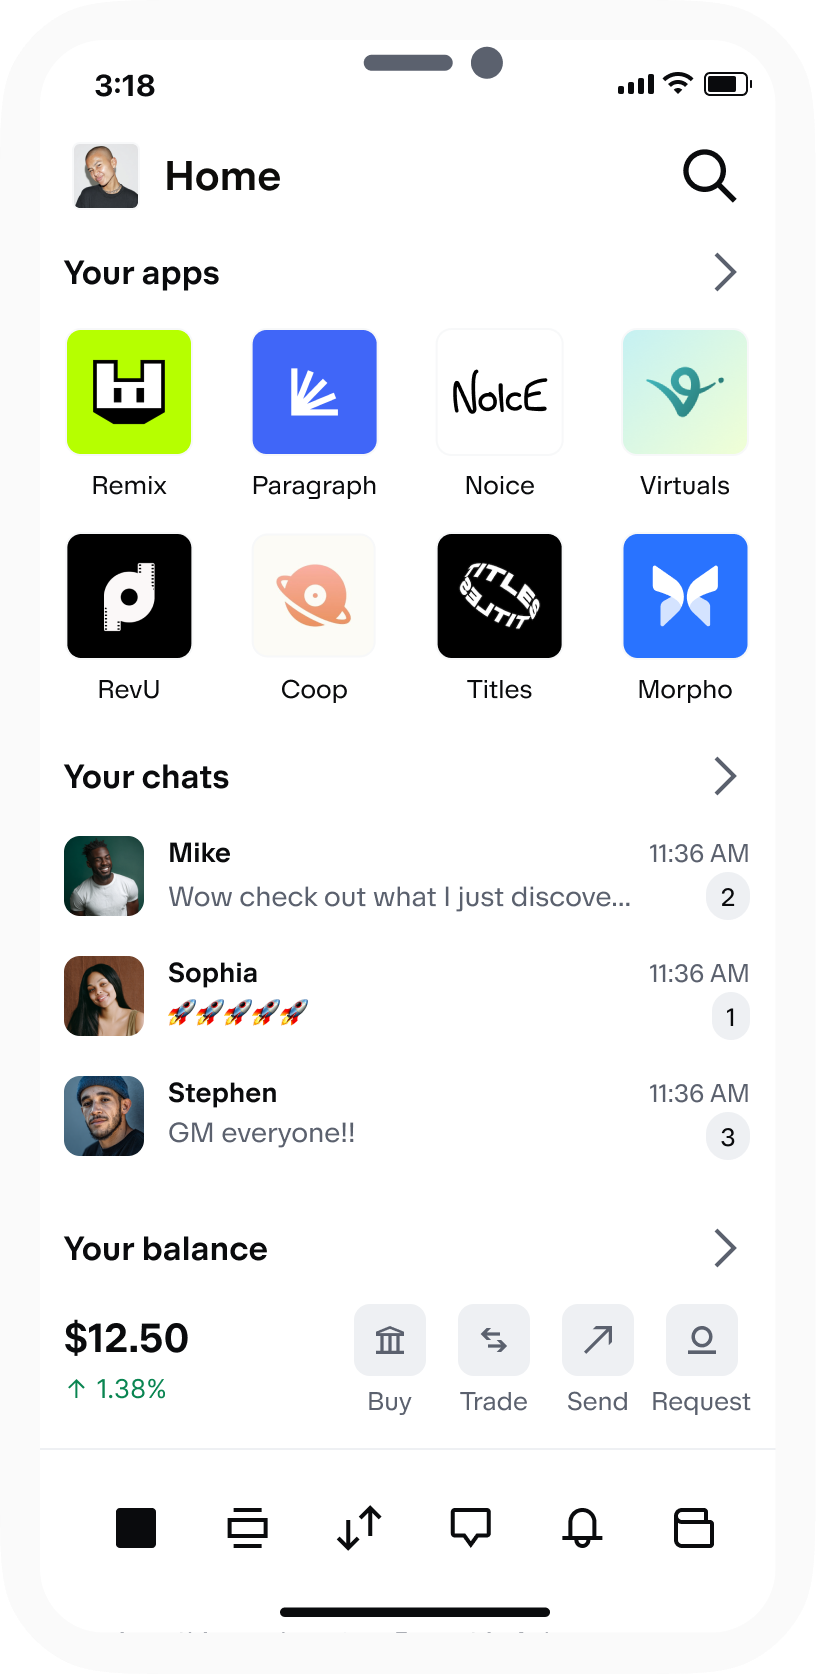 3:18
Home
Your apps
NoIcE
Remix
Paragraph
Noice
Virtuals
TITLES
TITLES
RevU
Coop
Titles
Morpho
Your chats
Mike
11:36 AM
Wow check out what I just discove...
2
Sophia
11:36 AM
🚀🚀🚀🚀🚀
1
Stephen
11:36 AM
GM everyone!!
3
Your balance
$12.50
↑ 1.38%
Buy
Trade
Send
Request